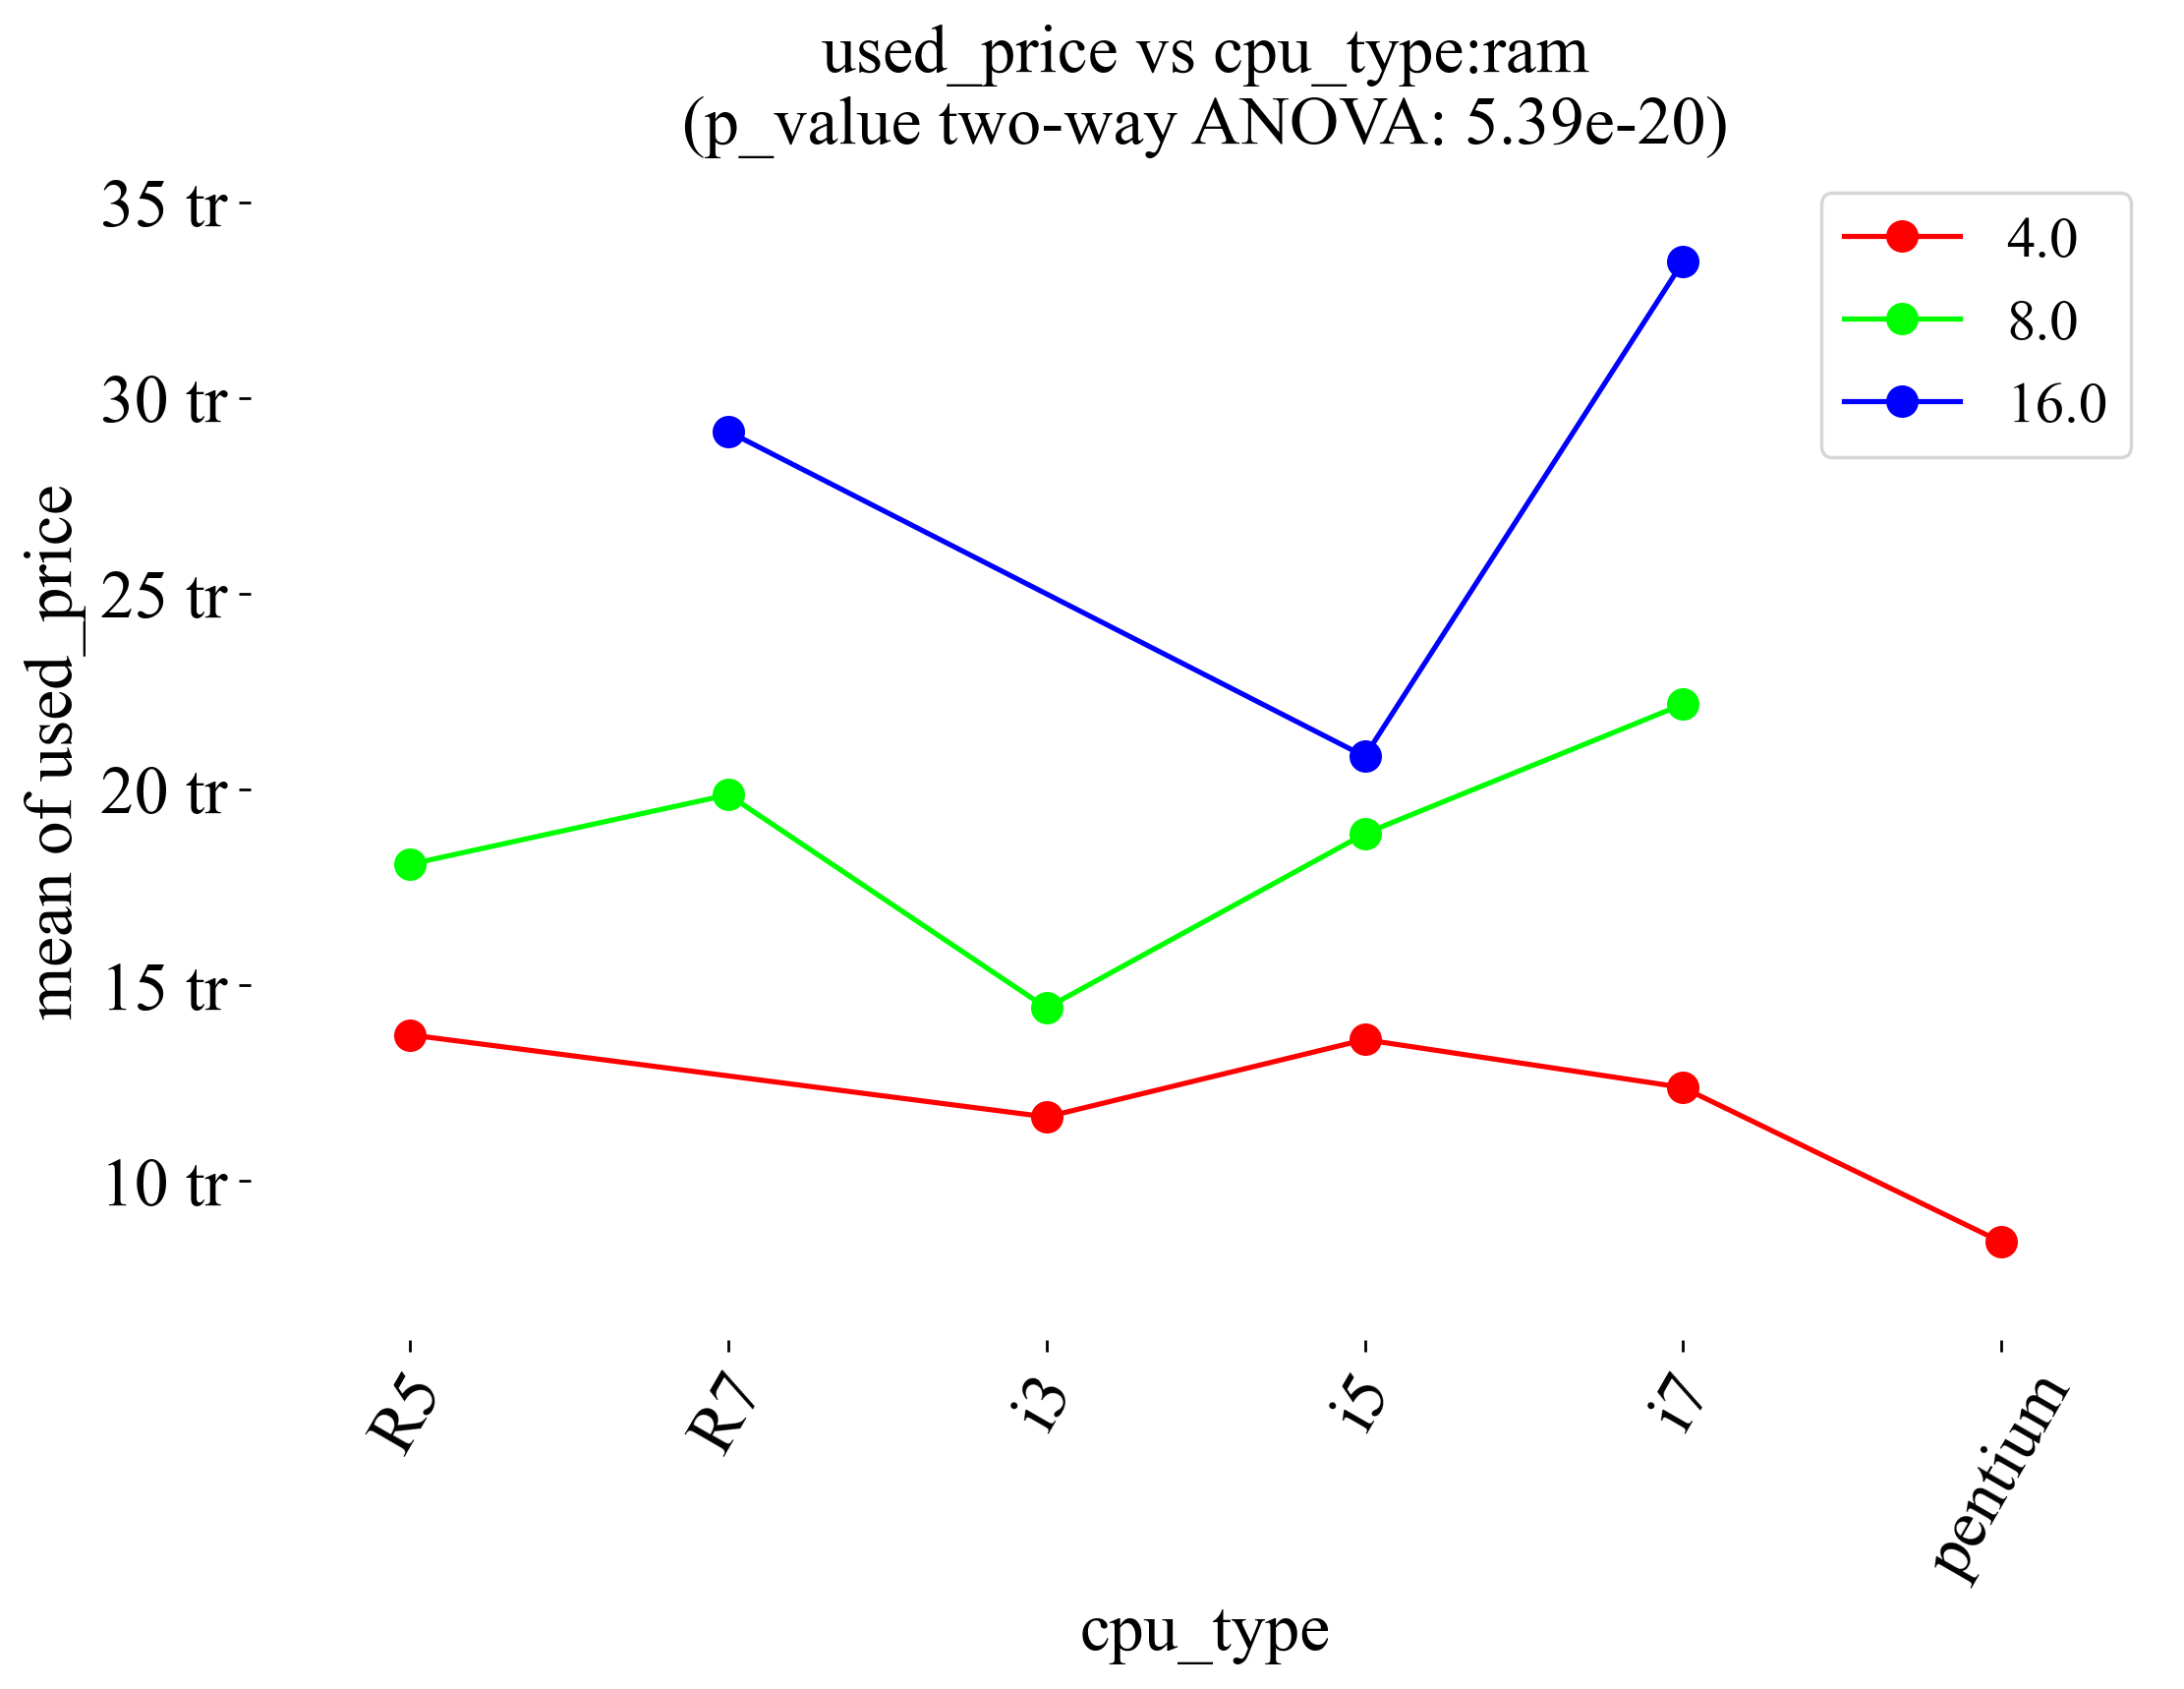 used_price vs cpu_type:ram
(p_value two-way ANOVA: 5.39e-20)
35 tr
30 tr
25 tr
20 tr
15 tr
10 tr
mean of used_price
4.0
8.0
16.0
R5
R7
i3
i5
i7
pentium
cpu_type